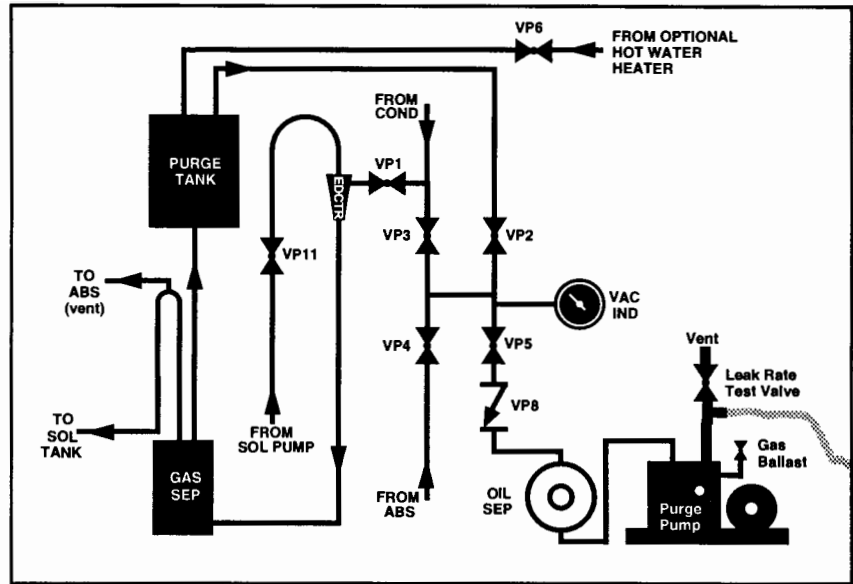 VP6
FROM OPTIONAL
HOT WATER
HEATER
FROM
COND
PURGE
TANK
VP1
EDCTR
VP3
VP2
VP11
TO
ABS
(vent)
VAC
IND
VP4
VP5
Vent
Leak Rate
Test Valve
VP8
TO
SOL
TANK
FROM
SOL PUMP
Gas
Ballast
GAS
SEP
FROM
ABS
OIL
SEP
Purge
Pump